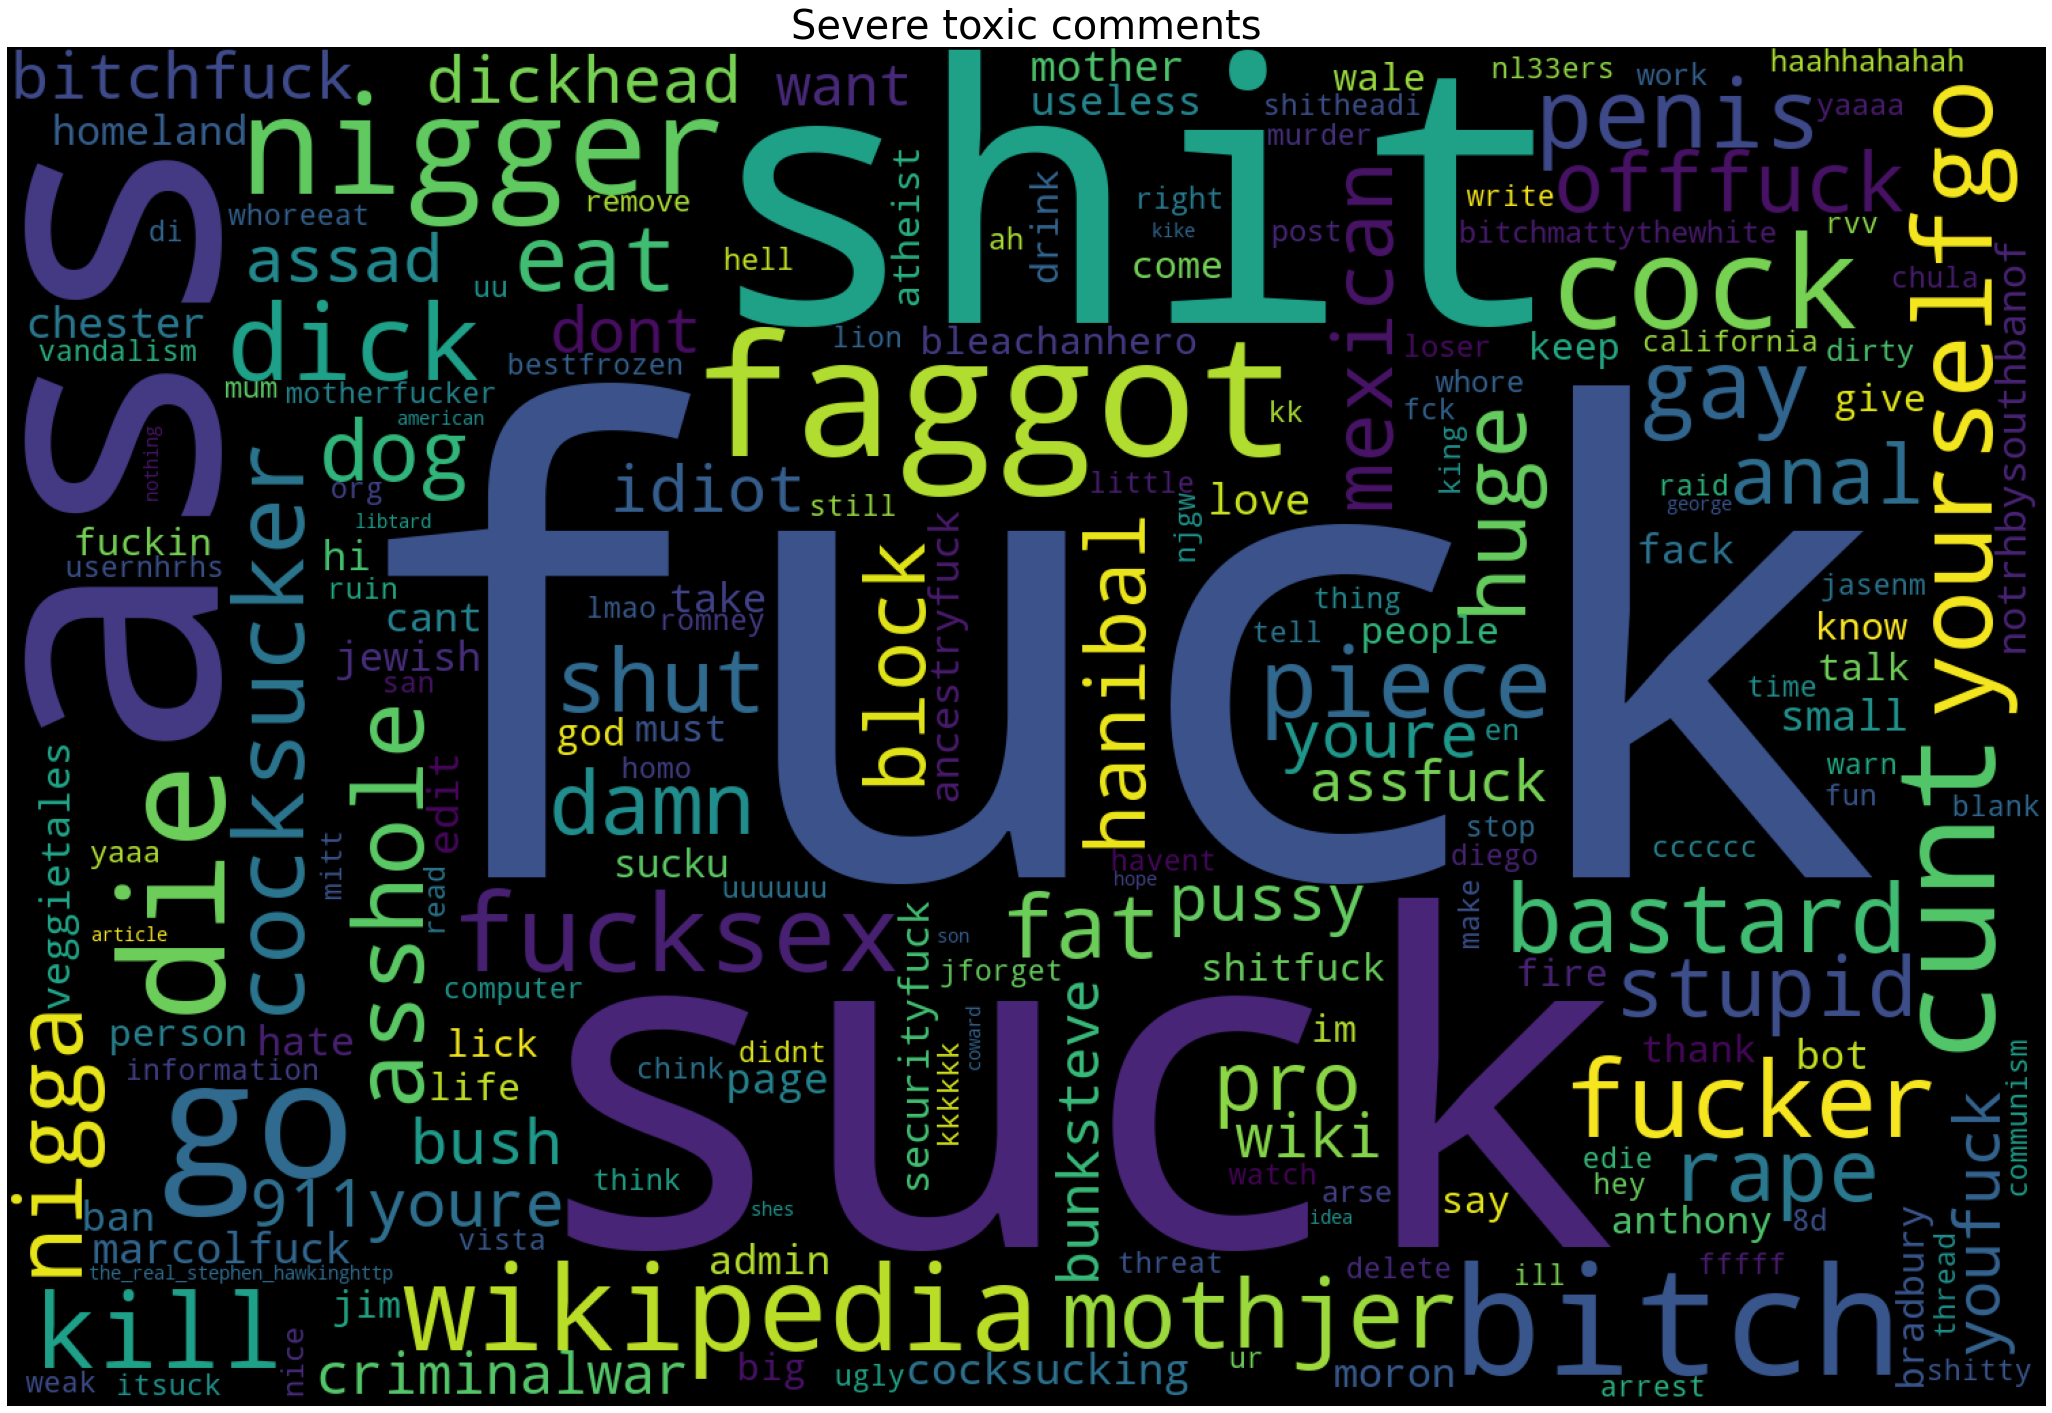 Severe toxic comments
bitchfuck
dickhead
want
mother
wale
nl33ers
work
haahhahahah
homeland
nigger
shit
useless
shitheadi
penis
yaaaa
murder
ass
di
whoreeat
remove
atheist
drink
right
mexican
write
offfuck
yourselfgo
assad
eat
hell
ah
kike
post
bitchmattythewhite
rvv
uu
come
cock
chula
notrhbysouthbanof
chester
dick
dont
lion
bleachanhero
loser
keep
california
dirty
vandalism
bestfrozen
mum
motherfucker
faggot
whore
gay
give
american
kk
fck
dog
nothing
org
idiot
still
little
love
king
huge
raid
anal
george
libtard
njgw
fuckin
cocksucker
hi
fuck
block
ancestryfuck
hanibal
fack
usernhrhs
ruin
lmao
take
thing
jasenm
cant
romney
tell
people
know
jewish
shut
piece
talk
san
time
god
must
youre
en
small
veggietales
die
asshole
edit
homo
assfuck
warn
cunt
damn
fun
blank
yaaa
mitt
read
sucku
havent
stop
diego
cccccc
uuuuuu
hope
pussy
make
bastard
article
fucksex
securityfuck
son
fat
nigga
computer
jforget
bunksteve
shitfuck
fire
stupid
person
hate
lick
didnt
kkkkkk
coward
im
thank
bot
information
life
chink
page
suck
pro
fucker
communism
go
bush
wiki
youfuck
think
watch
edie
rape
hey
ban
911youre
shes
arse
idea
say
anthony
8d
marcolfuck
vista
bradbury
thread
the_real_stephen_hawkinghttp
admin
threat
delete
ill
fffff
kill
jim
wikipedia
mothjer
bitch
nice
criminalwar
big
ur
moron
weak
itsuck
ugly
cocksucking
arrest
shitty